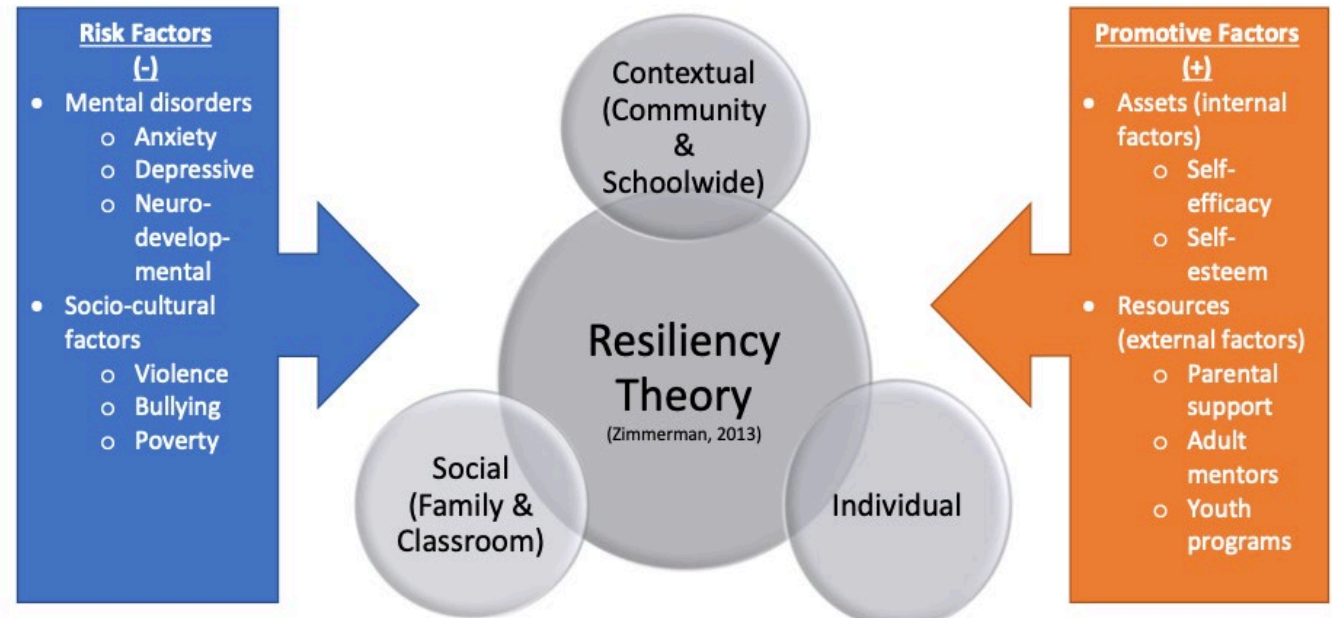 Risk Factors
(-)
• Mental disorders
o Anxiety
o Depressive
o Neuro-
develop-
mental
• Socio-cultural
factors
o Violence
o Bullying
o Poverty
Contextual
(Community
&
Schoolwide)
Resiliency
Theory
(Zimmerman, 2013)
Social
(Family &
Classroom)
Individual
Promotive Factors
(+)
• Assets (internal
factors)
o Self-
efficacy
o Self-
esteem
• Resources
(external factors)
o Parental
support
o Adult
mentors
o Youth
programs